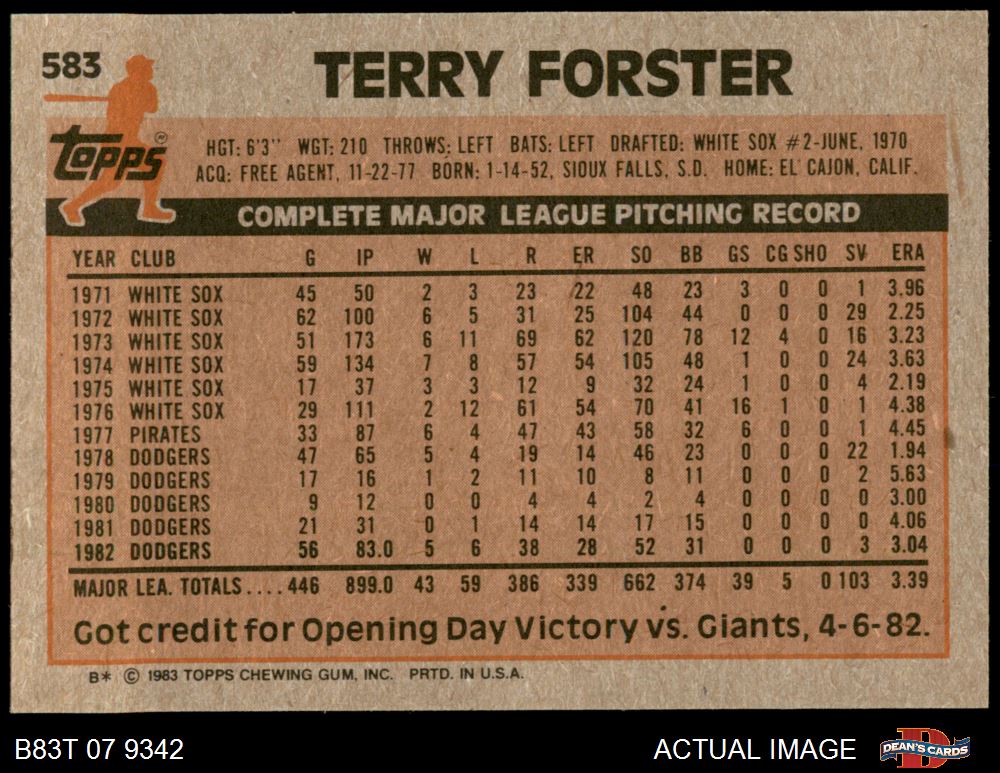 583 TERRY FORSTER
topps®
HGT: 6'3" WGT: 210 THROWS: LEFT BATS: LEFT DRAFTED: WHITE SOX #2-JUNE, 1970
ACQ: FREE AGENT, 11-22-77 BORN: 1-14-52, SIOUX FALLS, S.D. HOME: EL CAJON, CALIF.
COMPLETE MAJOR LEAGUE PITCHING RECORD
YEAR CLUB G IP W L R ER SO BB GS CG SHO SV ERA
1971 WHITE SOX 45 50 2 3 23 22 48 23 3 0 0 1 3.96
1972 WHITE SOX 62 100 6 5 31 25 104 44 0 0 0 29 2.25
1973 WHITE SOX 51 173 6 11 69 62 120 78 12 4 0 16 3.23
1974 WHITE SOX 59 134 7 8 57 54 105 48 1 0 0 24 3.63
1975 WHITE SOX 17 37 3 3 12 9 32 24 1 0 0 4 2.19
1976 WHITE SOX 29 111 2 12 61 54 70 41 16 1 0 1 4.38
1977 PIRATES 33 87 6 4 47 43 58 32 6 0 0 1 4.45
1978 DODGERS 47 65 5 4 19 14 46 23 0 0 0 22 1.94
1979 DODGERS 17 16 1 2 11 10 8 11 0 0 0 2 5.63
1980 DODGERS 9 12 0 0 4 4 2 4 0 0 0 0 3.00
1981 DODGERS 21 31 0 1 14 14 17 15 0 0 0 0 4.06
1982 DODGERS 56 83.0 5 6 38 28 52 31 0 0 0 3 3.04
MAJOR LEA. TOTALS.... 446 899.0 43 59 386 339 662 374 39 5 0 103 3.39
Got credit for Opening Day Victory vs. Giants, 4-6-82.
B* © 1983 TOPPS CHEWING GUM, INC. PRTD. IN U.S.A.
B83T 07 9342 ACTUAL IMAGE DEAN'S CARDS